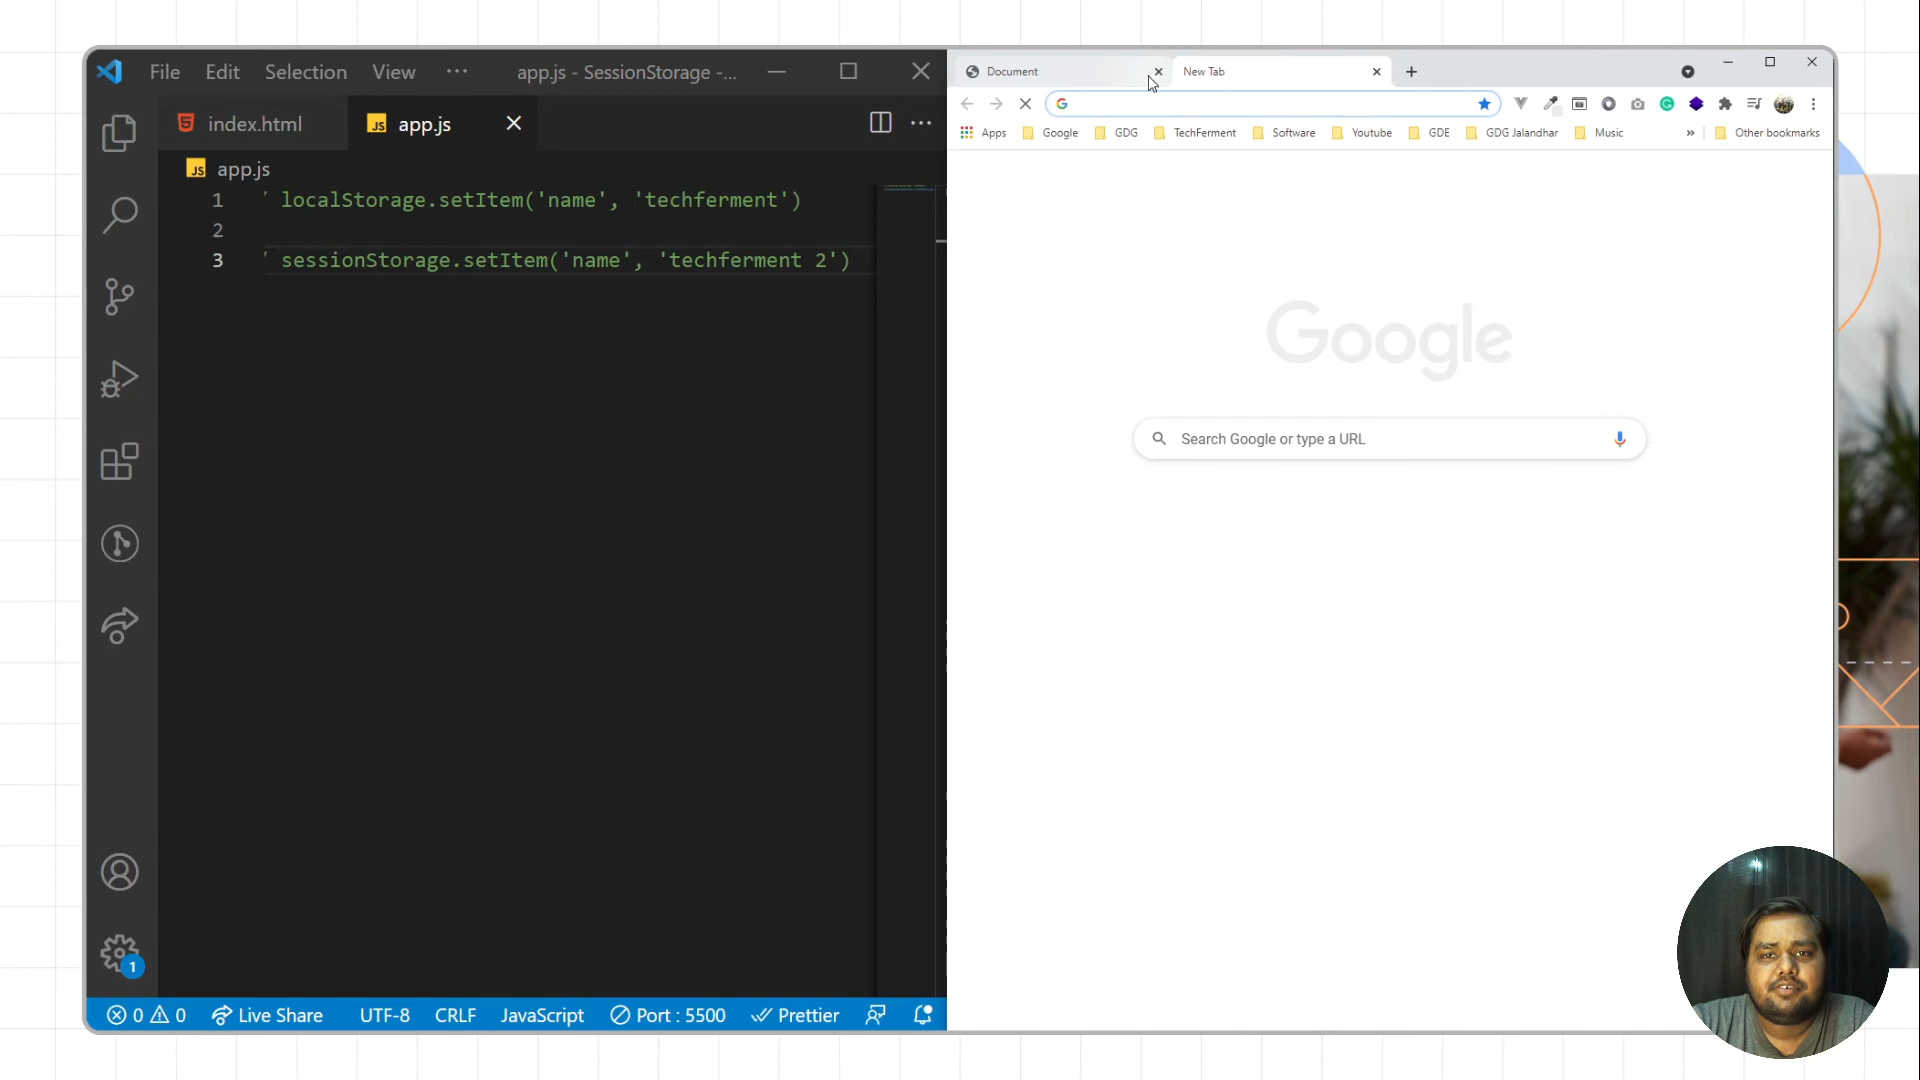 File Edit Selection View ··· app.js - SessionStorage -...
index.html
JS app.js
JS app.js
1 ' localStorage.setItem('name', 'techferment')
2
3 ' sessionStorage.setItem('name', 'techferment 2')
1
0 0 Live Share UTF-8 CRLF JavaScript Port : 5500 Prettier
Document New Tab
Apps Google GDG TechFerment Software Youtube GDE GDG Jalandhar Music » Other bookmarks
Google
Search Google or type a URL